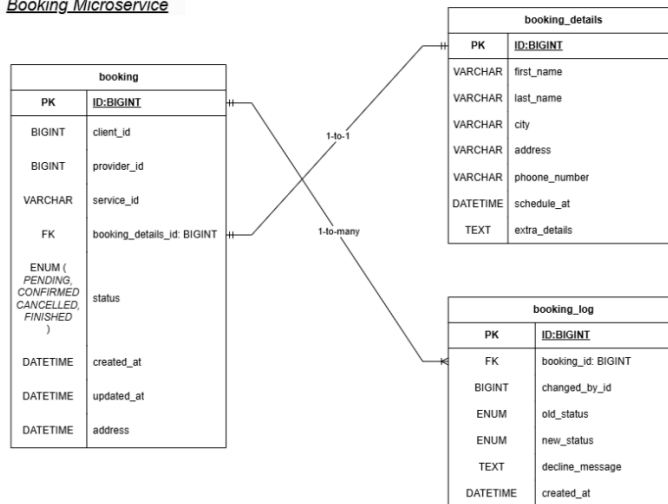 Booking Microservice
booking
PK ID:BIGINT
BIGINT client_id
BIGINT provider_id
VARCHAR service_id
FK booking_details_id: BIGINT
ENUM (
PENDING,
CONFIRMED
CANCELLED,
FINISHED
)
status
DATETIME created_at
DATETIME updated_at
DATETIME address
1-to-1
1-to-many
booking_details
PK ID:BIGINT
VARCHAR first_name
VARCHAR last_name
VARCHAR city
VARCHAR address
VARCHAR phoone_number
DATETIME schedule_at
TEXT extra_details
booking_log
PK ID:BIGINT
FK booking_id: BIGINT
BIGINT changed_by_id
ENUM old_status
ENUM new_status
TEXT decline_message
DATETIME created_at